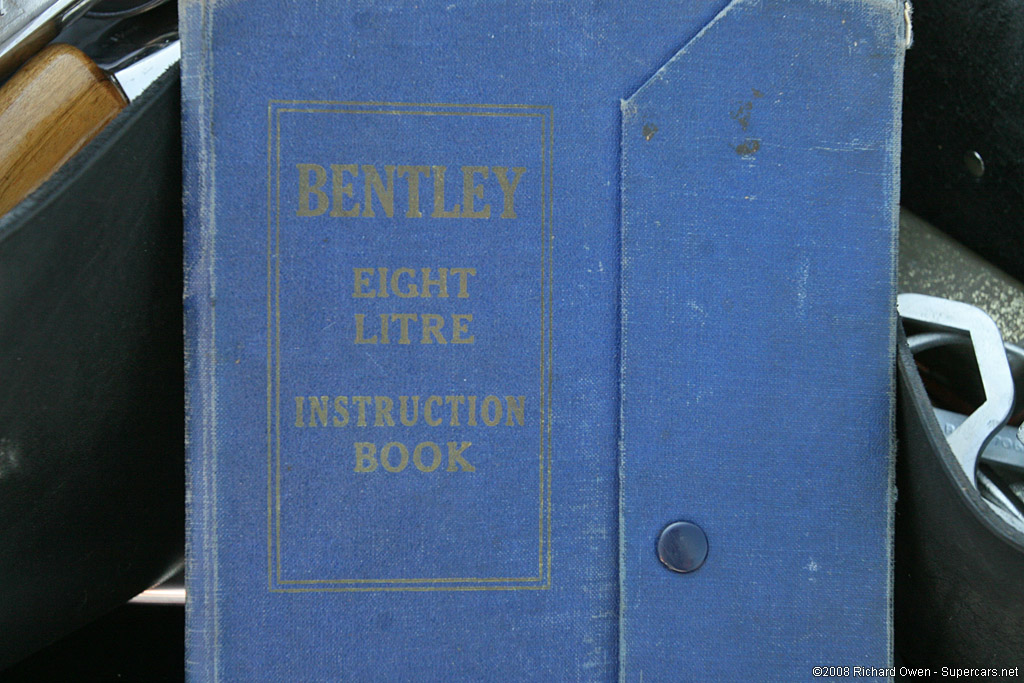 BENTLEY
EIGHT
LITRE
INSTRUCTION
BOOK
©2008 Richard Owen - Supercars.net